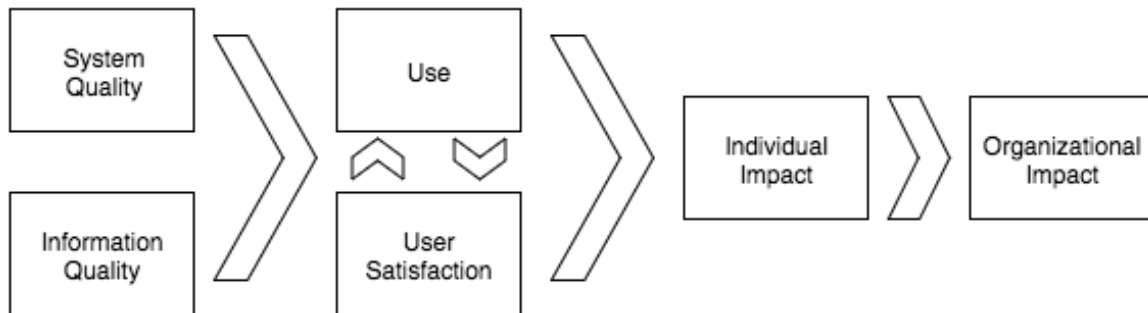 System
Quality
Use
Information
Quality
User
Satisfaction
Individual
Impact
Organizational
Impact